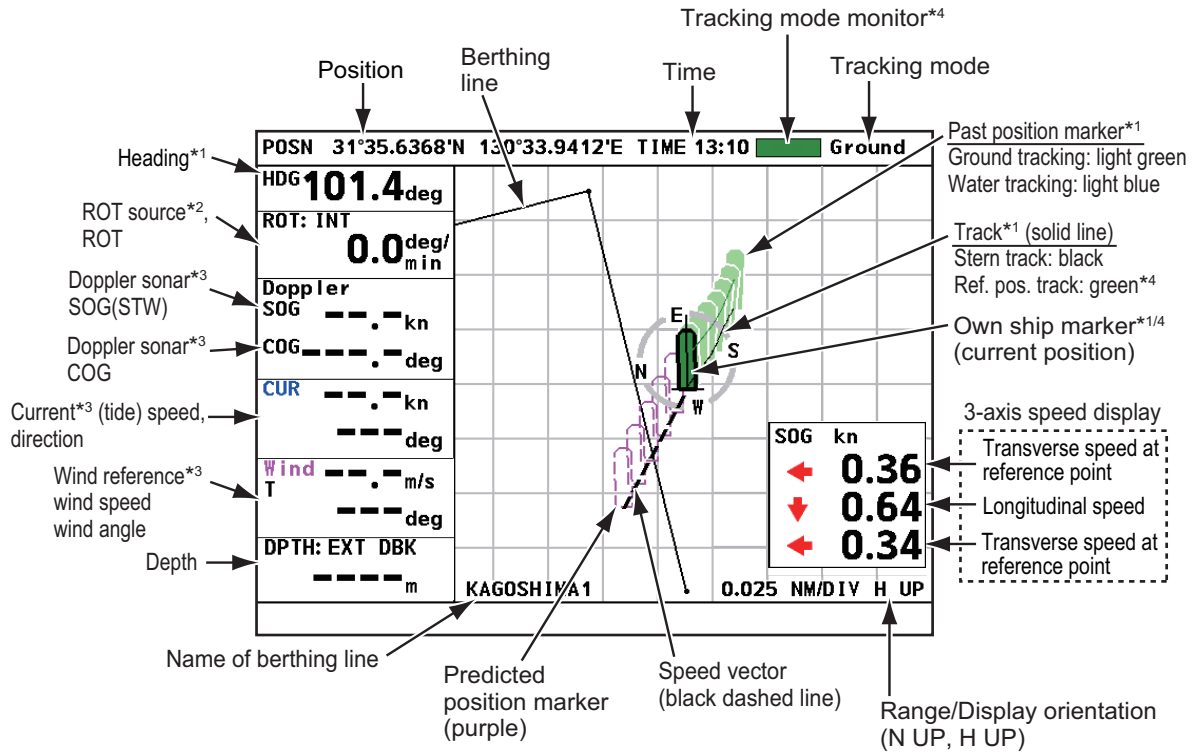 Tracking mode monitor*4
Position
Berthing
line
Time
Tracking mode
POSN 31°35.6368'N 130°33.9412'E TIME 13:10 Ground
Heading*1
HDG 101.4deg
ROT source*2,
ROT
ROT: INT
0.0deg/
min
Doppler sonar*3
SOG(STW)
Doppler
SOG --.-kn
Doppler sonar*3
COG
COG ---.-deg
Current*3 (tide) speed,
direction
CUR --.-kn
---deg
Wind reference*3
wind speed
wind angle
Wind --.-m/s
T
---deg
Depth
DPTH: EXT DBK
----m
E
S
N
W
Past position marker*1
Ground tracking: light green
Water tracking: light blue
Track*1 (solid line)
Stern track: black
Ref. pos. track: green*4
Own ship marker*1/4
(current position)
3-axis speed display
SOG kn
0.36
Transverse speed at
reference point
0.64
Longitudinal speed
0.34
Transverse speed at
reference point
KAGOSHIMA1
0.025 NM/DIV H UP
Name of berthing line
Predicted
position marker
(purple)
Speed vector
(black dashed line)
Range/Display orientation
(N UP, H UP)